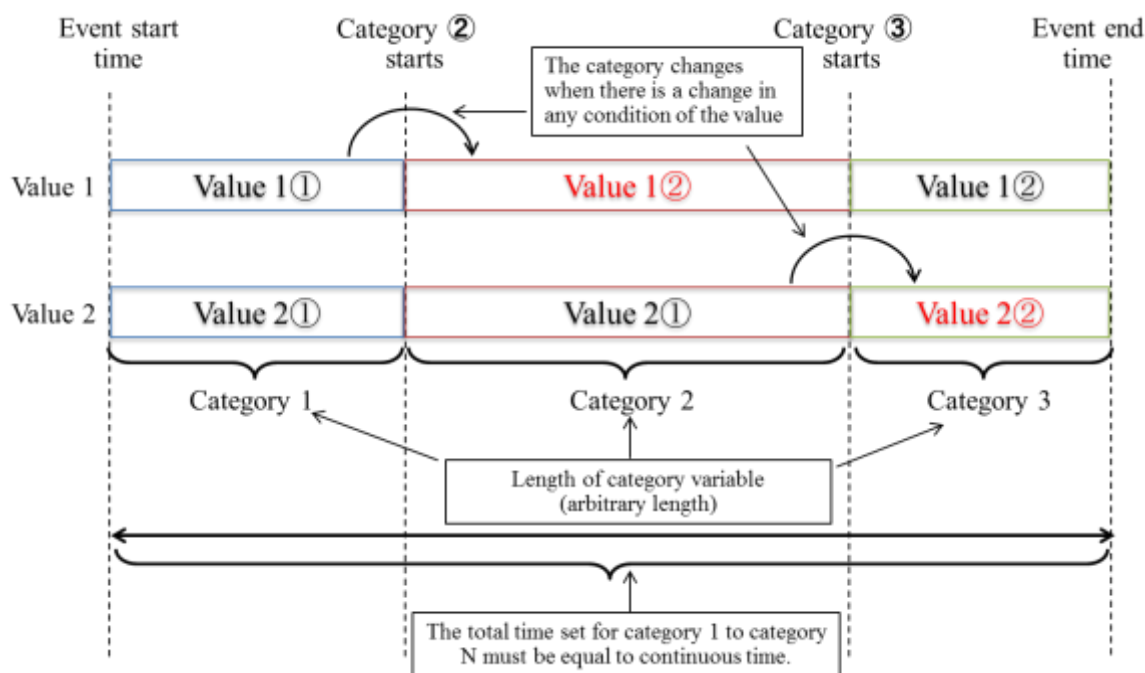 Event start
time
Category ②
starts
Category ③
starts
Event end
time
The category changes
when there is a change in
any condition of the value
Value 1
Value 1①
Value 1②
Value 1②
Value 2
Value 2①
Value 2①
Value 2②
Category 1
Category 2
Category 3
Length of category variable
(arbitrary length)
The total time set for category 1 to category
N must be equal to continuous time.